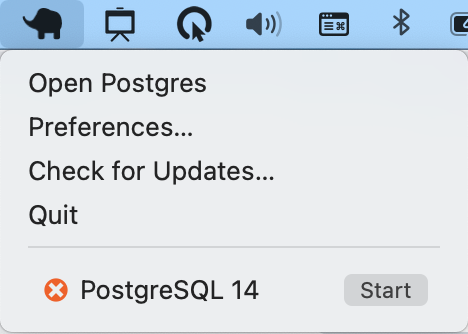 Open Postgres
Preferences...
Check for Updates...
Quit
PostgreSQL 14 Start